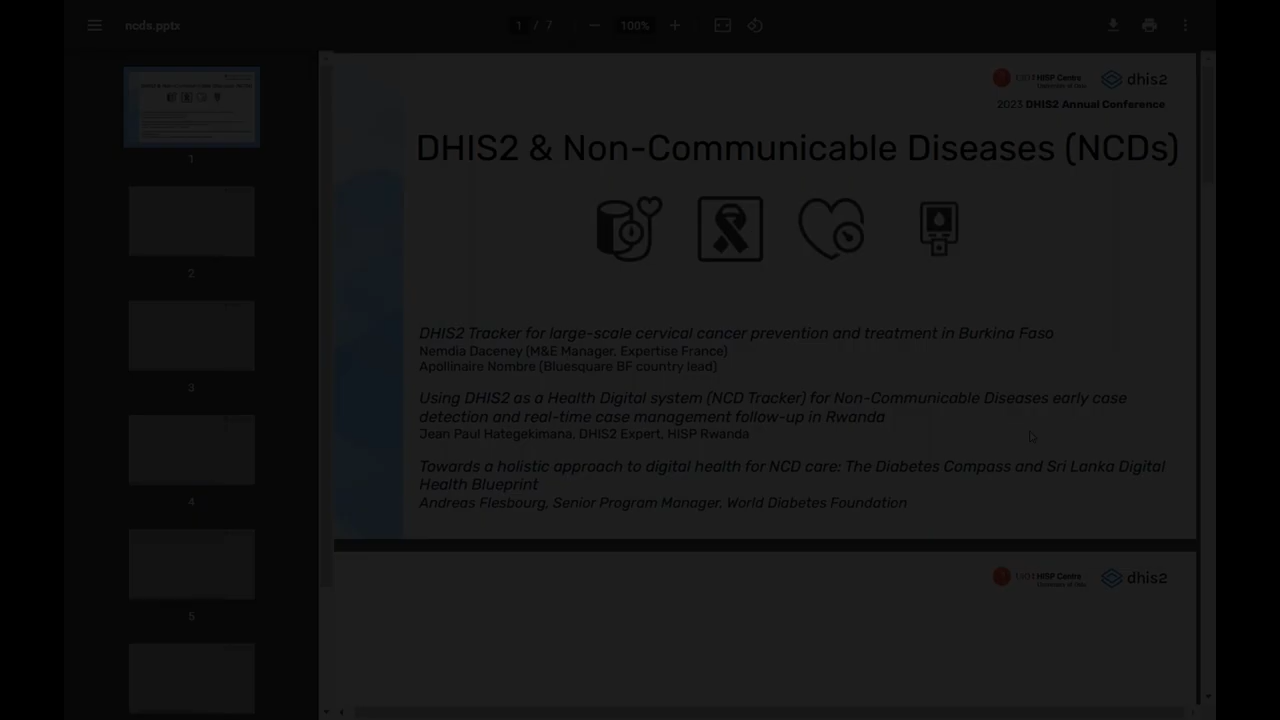 ncds.pptx
1 / 7
100%
1
2
3
4
5
HISP Centre
dhis2
2023 DHIS2 Annual Conference
DHIS2 & Non-Communicable Diseases (NCDs)
DHIS2 Tracker for large-scale cervical cancer prevention and treatment in Burkina Faso
Nemdia Daceney (M&E Manager, Expertise France)
Apollinaire Nombre (Bluesquare BF country lead)
Using DHIS2 as a Health Digital system (NCD Tracker) for Non-Communicable Diseases early case
detection and real-time case management follow-up in Rwanda
Jean Paul Hategekimana, DHIS2 Expert, HISP Rwanda
Towards a holistic approach to digital health for NCD care: The Diabetes Compass and Sri Lanka Digital
Health Blueprint
Andreas Flesbourg, Senior Program Manager, World Diabetes Foundation
HISP Centre
dhis2